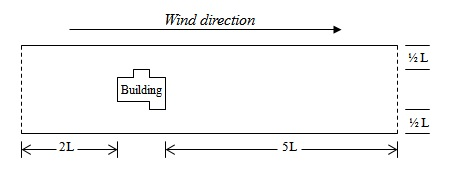 Wind direction
½ L
Building
½ L
2L
5L